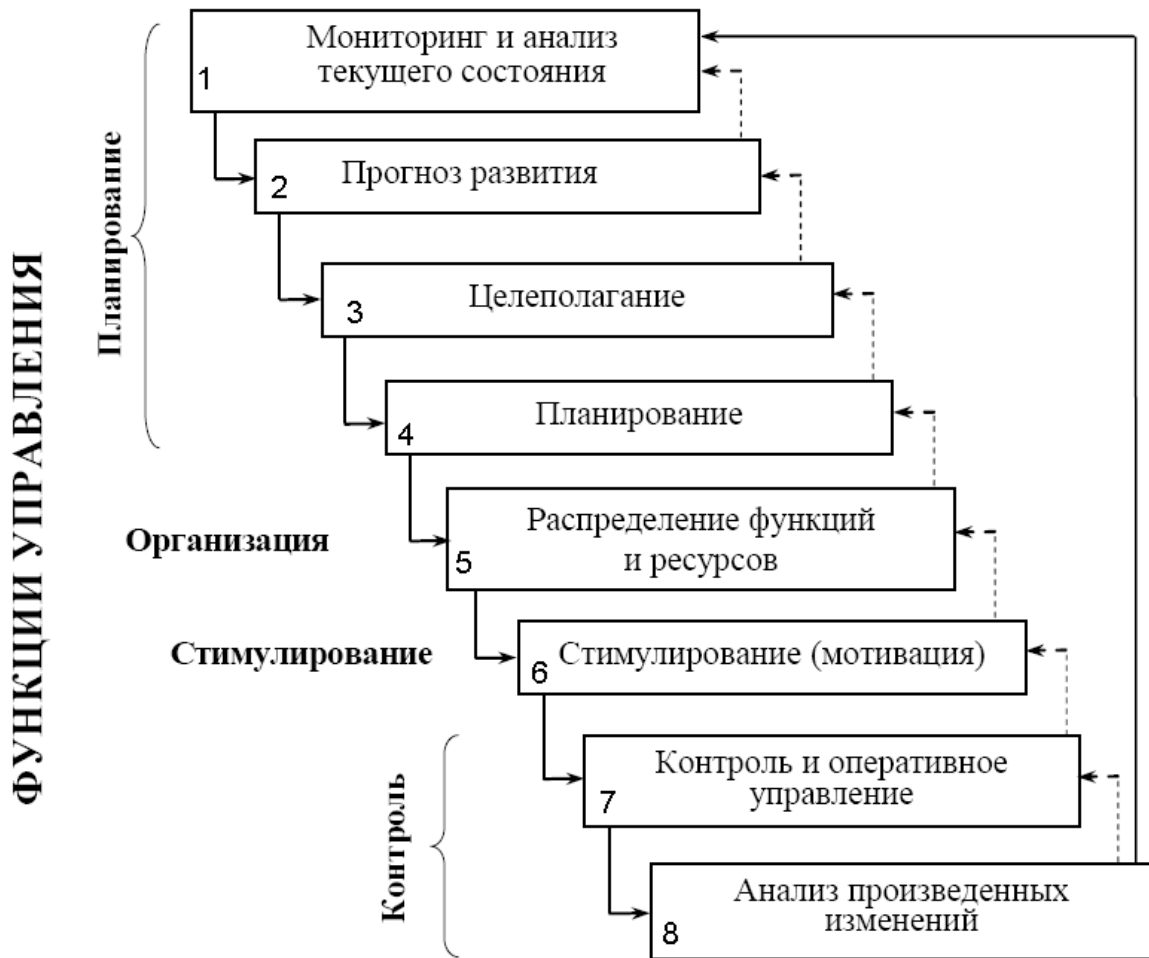 ФУНКЦИИ УПРАВЛЕНИЯ
Планирование
Мониторинг и анализ
текущего состояния
1
Прогноз развития
2
Целеполагание
3
Планирование
4
Организация
Распределение функций
и ресурсов
5
Стимулирование
Стимулирование (мотивация)
6
Контроль
Контроль и оперативное
управление
7
Анализ произведенных
изменений
8